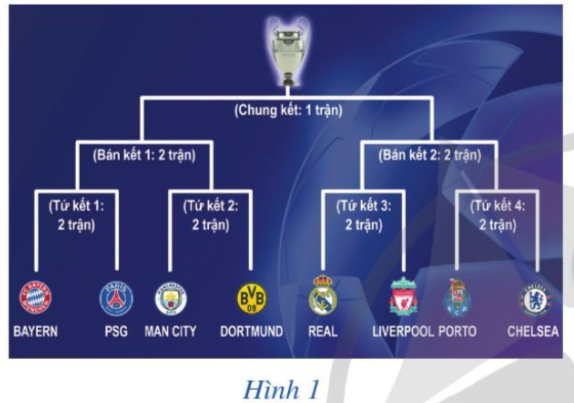 (Chung kết: 1 trận)
(Bán kết 1: 2 trận) (Bán kết 2: 2 trận)
(Tứ kết 1: (Tứ kết 2: (Tứ kết 3: (Tứ kết 4:
2 trận) 2 trận) 2 trận) 2 trận)
BVB
09
BAYERN PSG MAN CITY DORTMUND REAL LIVERPOOL PORTO CHELSEA
Hình 1